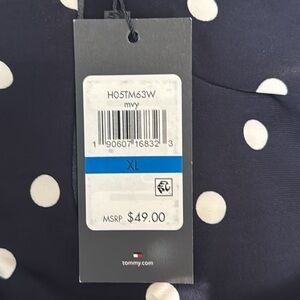 H05TM63W
mvy
1 90607 16832 3
XL
MSRP $49.00
tommy.com